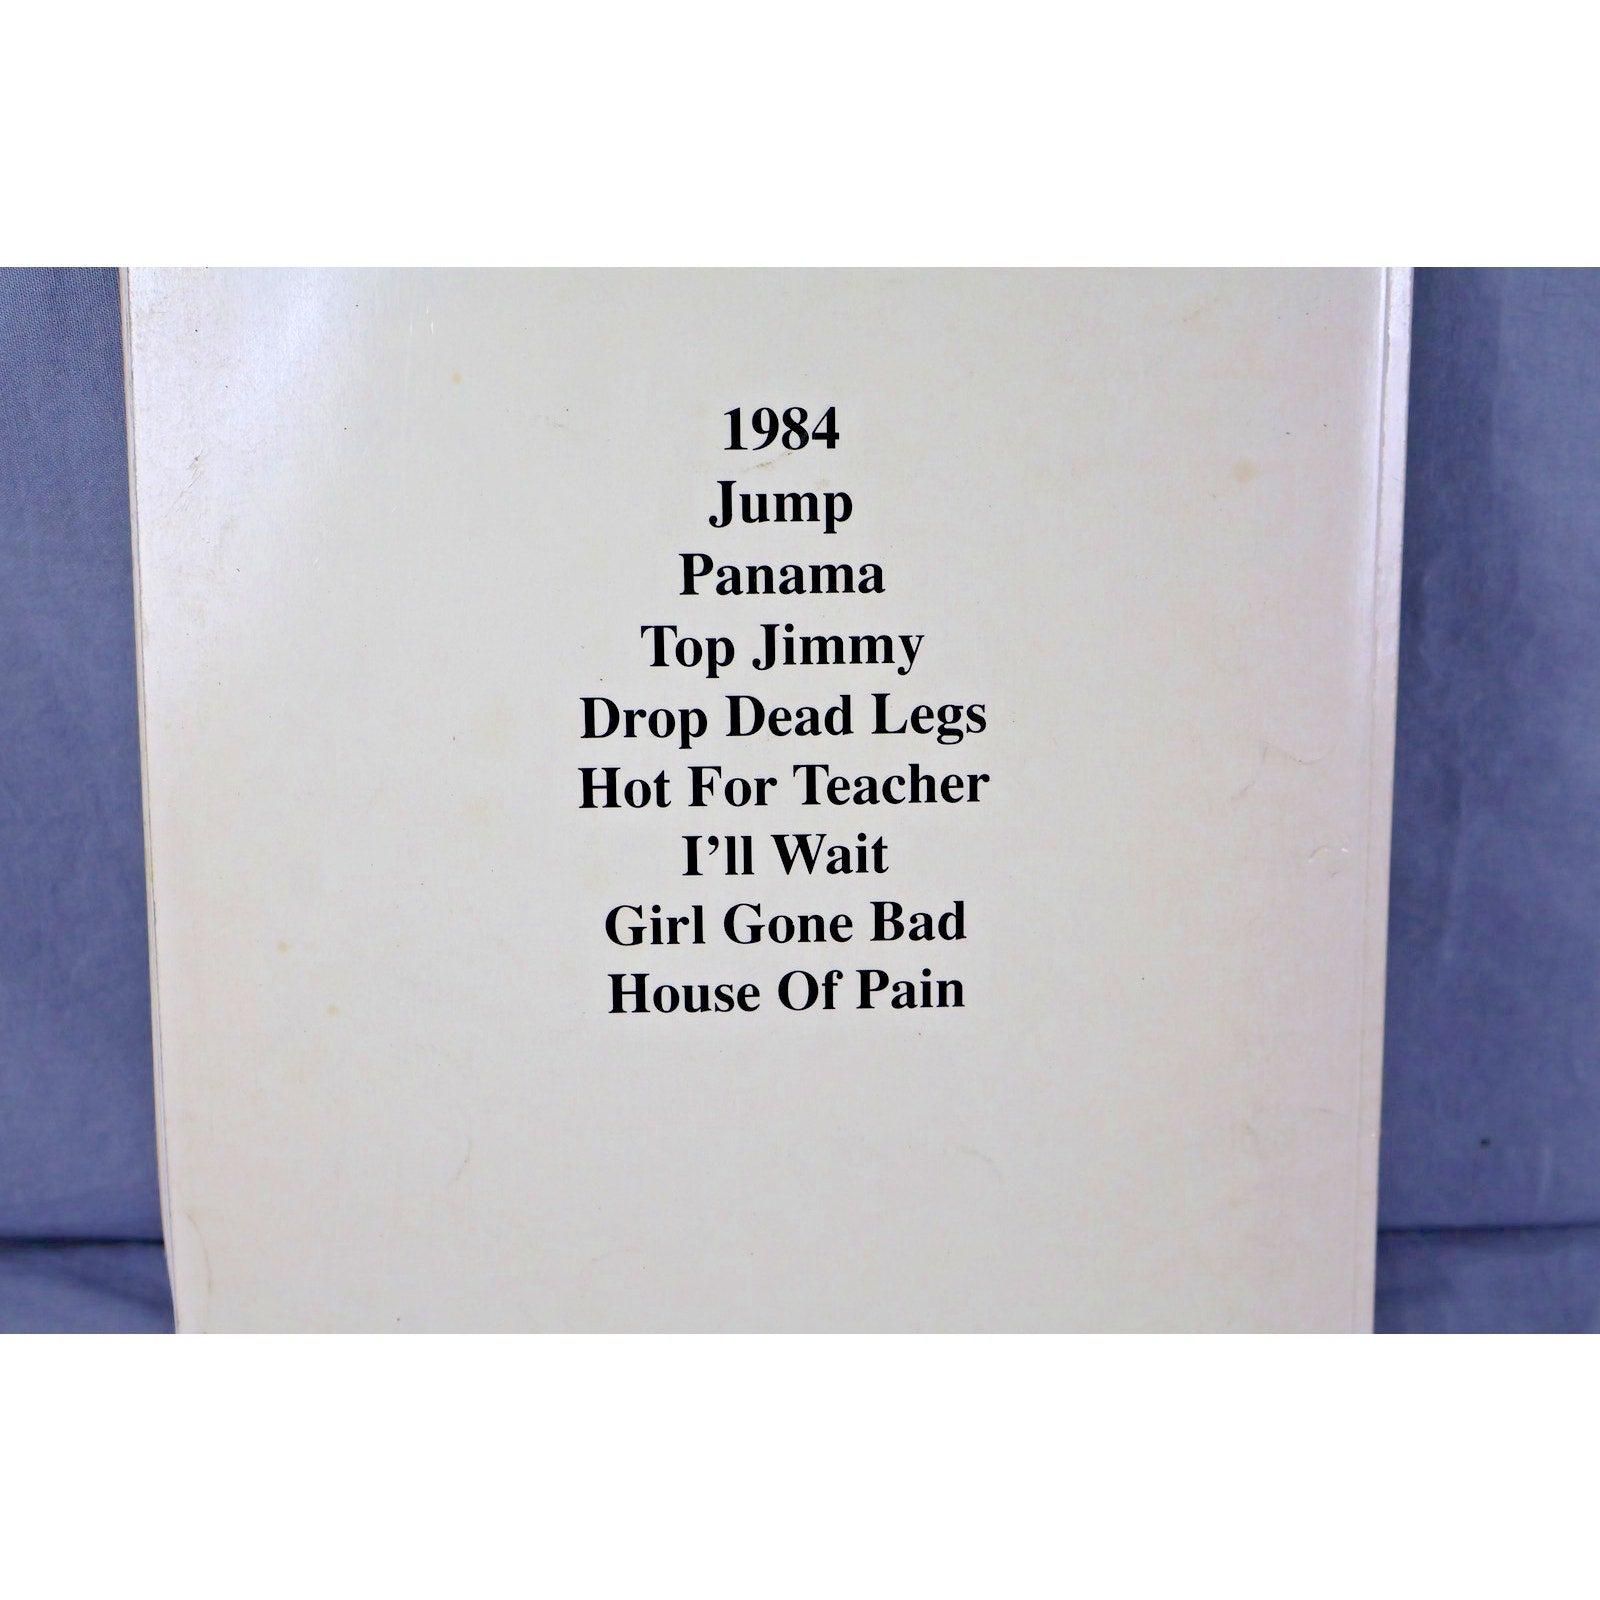 1984
Jump
Panama
Top Jimmy
Drop Dead Legs
Hot For Teacher
I’ll Wait
Girl Gone Bad
House Of Pain